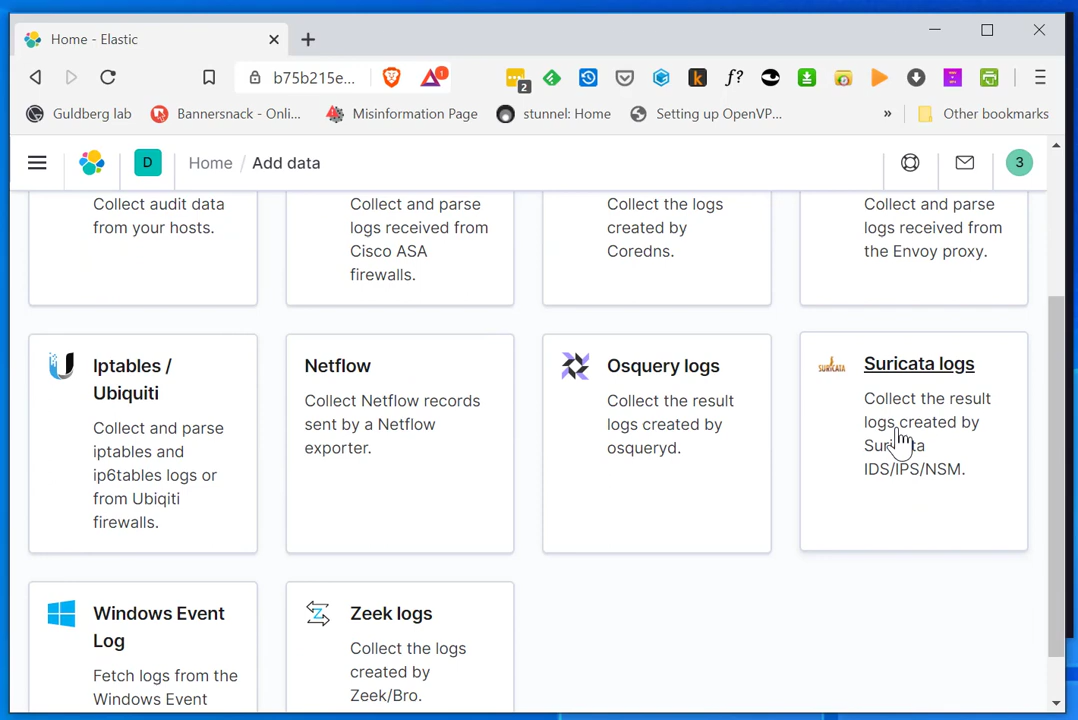 Home - Elastic
b75b215e...
1
2
k
f?
Guldberg lab
Bannersnack - Onli...
Misinformation Page
stunnel: Home
Setting up OpenVP...
»
Other bookmarks
D
Home / Add data
3
Collect audit data
from your hosts.
Collect and parse
logs received from
Cisco ASA
firewalls.
Collect the logs
created by
Coredns.
Collect and parse
logs received from
the Envoy proxy.
Iptables /
Ubiquiti
Collect and parse
iptables and
ip6tables logs or
from Ubiqiti
firewalls.
Netflow
Collect Netflow records
sent by a Netflow
exporter.
Osquery logs
Collect the result
logs created by
osqueryd.
SURICATA
Suricata logs
Collect the result
logs created by
Suricata
IDS/IPS/NSM.
Windows Event
Log
Fetch logs from the
Windows Event
Zeek logs
Collect the logs
created by
Zeek/Bro.